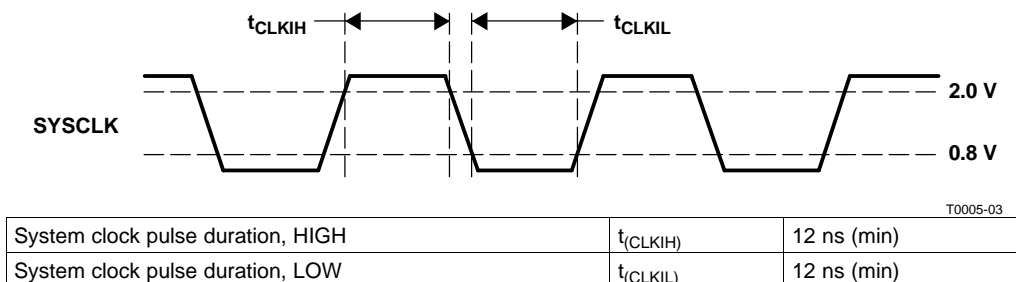 tCLKIH tCLKIL
2.0 V
SYSCLK
0.8 V
T0005-03
System clock pulse duration, HIGH t(CLKIH) 12 ns (min)
System clock pulse duration, LOW t(CLKIL) 12 ns (min)